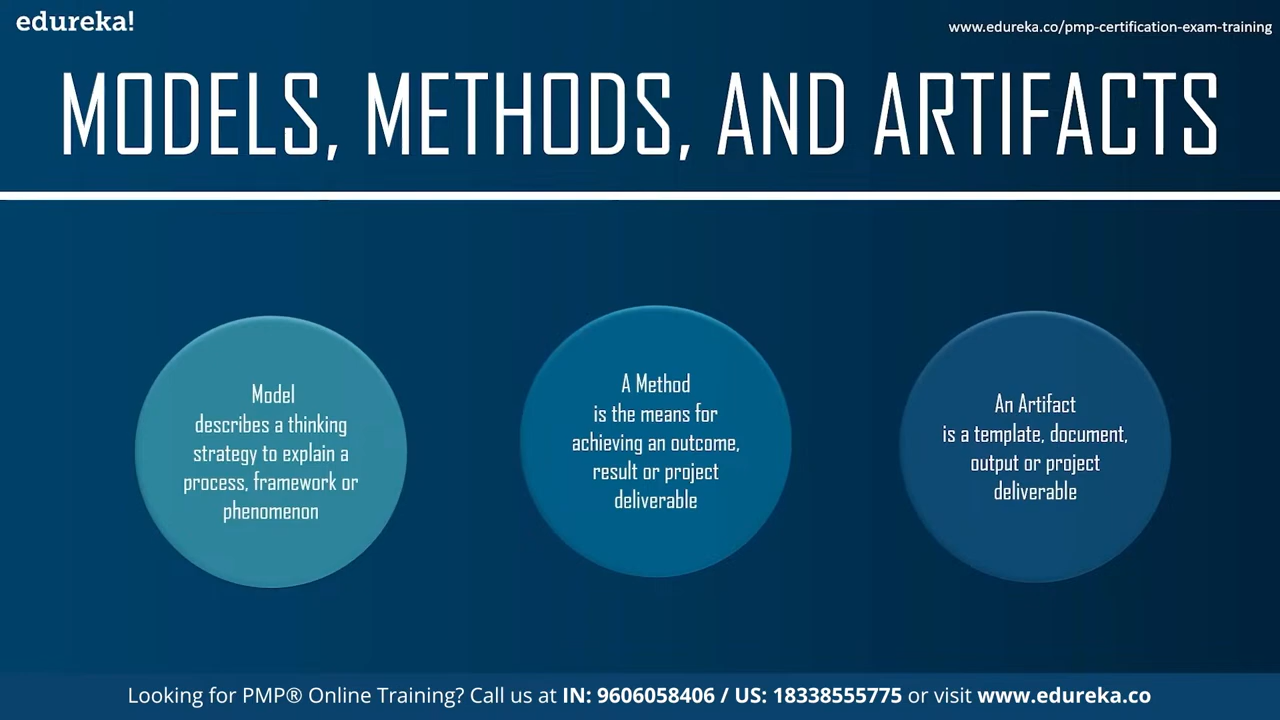 edureka!
www.edureka.co/pmp-certification-exam-training
MODELS, METHODS, AND ARTIFACTS
Model
describes a thinking
strategy to explain a
process, framework or
phenomenon
A Method
is the means for
achieving an outcome,
result or project
deliverable
An Artifact
is a template, document,
output or project
deliverable
Looking for PMP® Online Training? Call us at IN: 9606058406 / US: 18338555775 or visit www.edureka.co